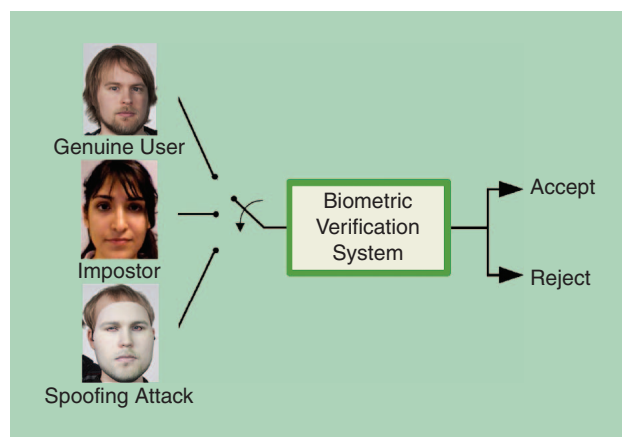 Genuine User
Impostor
Spoofing Attack
Biometric
Verification
System
Accept
Reject